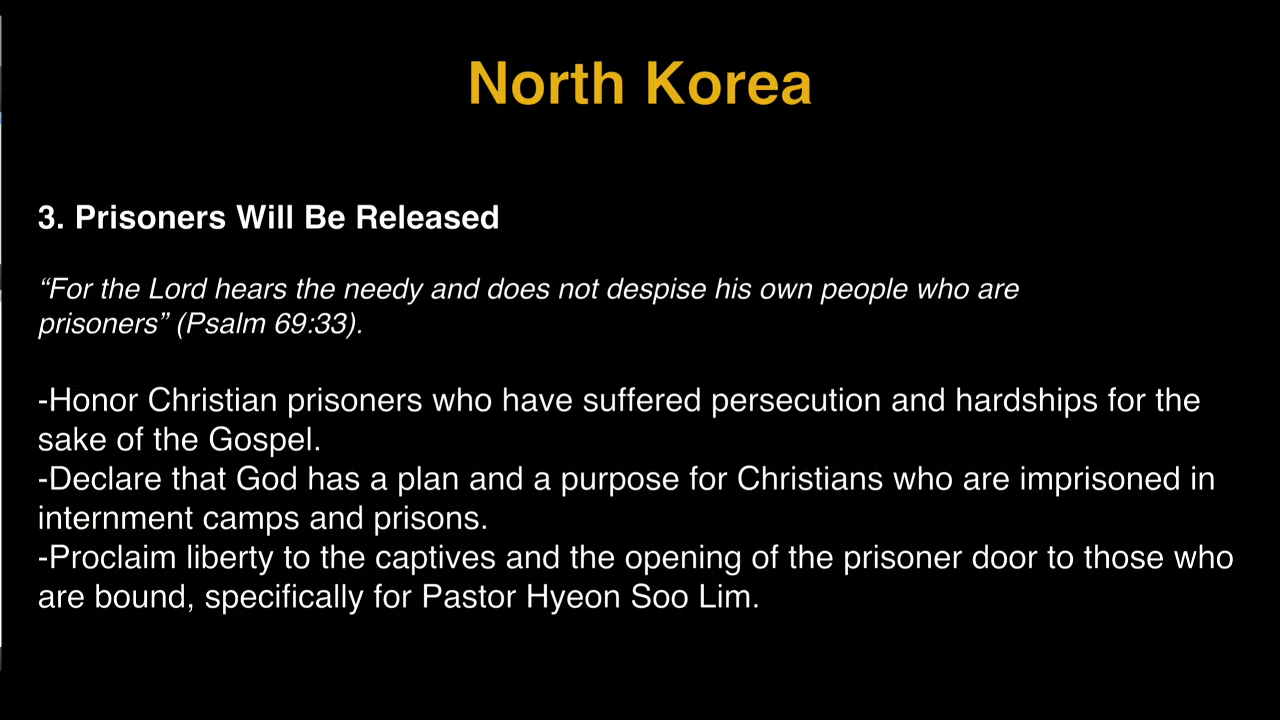 North Korea
3. Prisoners Will Be Released
“For the Lord hears the needy and does not despise his own people who are
prisoners” (Psalm 69:33).
-Honor Christian prisoners who have suffered persecution and hardships for the
sake of the Gospel.
-Declare that God has a plan and a purpose for Christians who are imprisoned in
internment camps and prisons.
-Proclaim liberty to the captives and the opening of the prisoner door to those who
are bound, specifically for Pastor Hyeon Soo Lim.